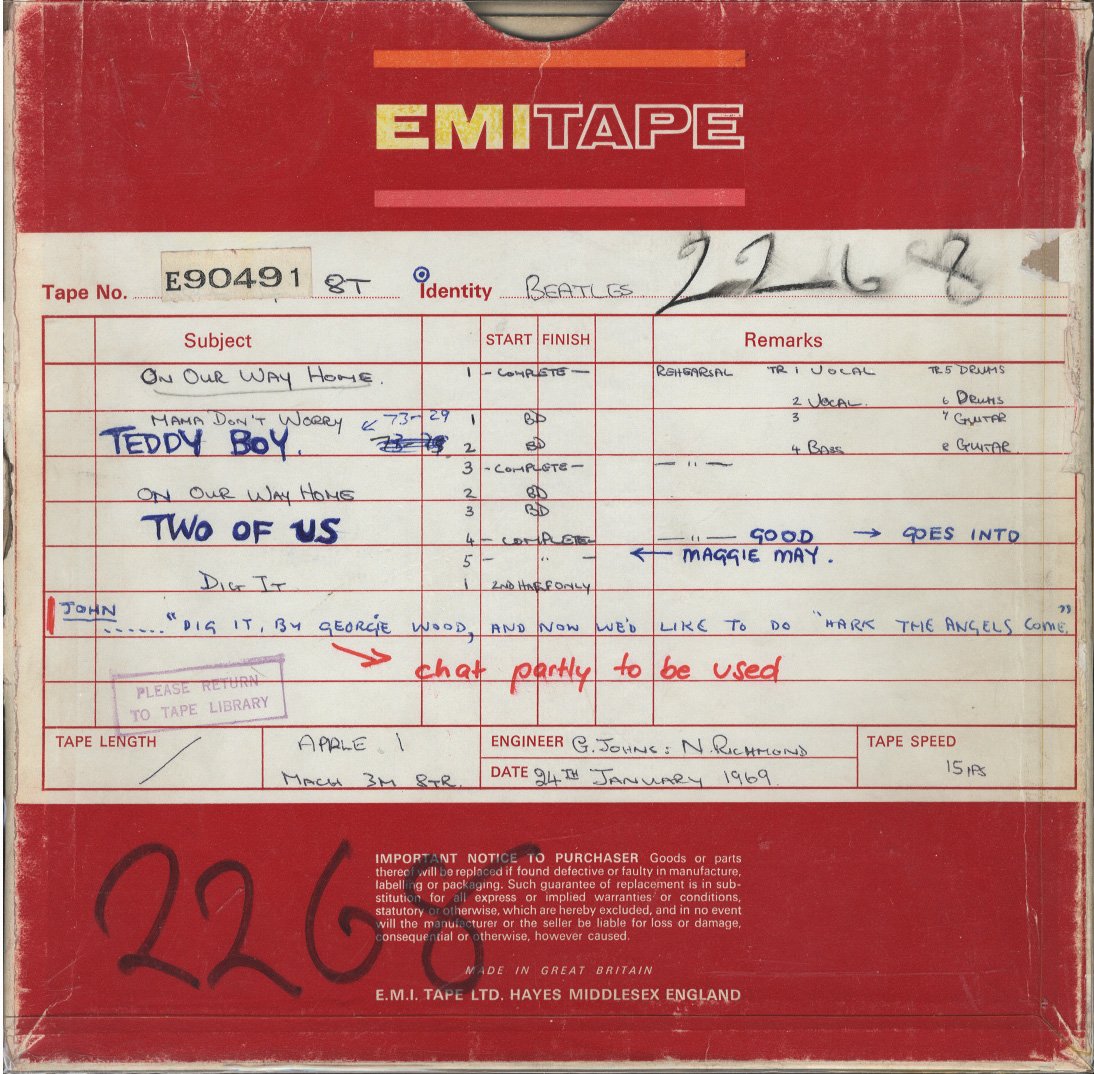 EMITAPE
Tape No. E90491 8T Identity BEATLES 2268
Subject START FINISH Remarks
ON OUR WAY HOME. 1 - COMPLETE - REHEARSAL TR 1 VOCAL TR 5 DRUMS
2 VOCAL. 6 DRUMS
MAMA DON'T WORRY ↙ 73-29 1 BD 3 7 GUITAR
TEDDY BOY. 2 BD 4 BASS 8 GUITAR
3 - COMPLETE - — " —
ON OUR WAY HOME 2 BD
3 BD
TWO OF US 4 - COMPLETE - — " — GOOD → GOES INTO
5 - " - ← MAGGIE MAY.
DIG IT 1 2ND HALF ONLY
JOHN
...... "DIG IT, BY GEORGIE WOOD, AND NOW WE'D LIKE TO DO "HARK THE ANGELS COME."
→ chat partly to be used
PLEASE RETURN
TO TAPE LIBRARY
TAPE LENGTH / APPLE 1 ENGINEER G. JOHNS: N. RICHMOND TAPE SPEED
MACH 3M 8TR. DATE 24TH JANUARY 1969. 15 IPS
2268
IMPORTANT NOTICE TO PURCHASER Goods or parts
thereof will be replaced if found defective or faulty in manufacture,
labelling or packaging. Such guarantee of replacement is in sub-
stitution for all express or implied warranties or conditions,
statutory or otherwise, which are hereby excluded, and in no event
will the manufacturer or the seller be liable for loss or damage,
consequential or otherwise, however caused.
MADE IN GREAT BRITAIN
E.M.I. TAPE LTD. HAYES MIDDLESEX ENGLAND